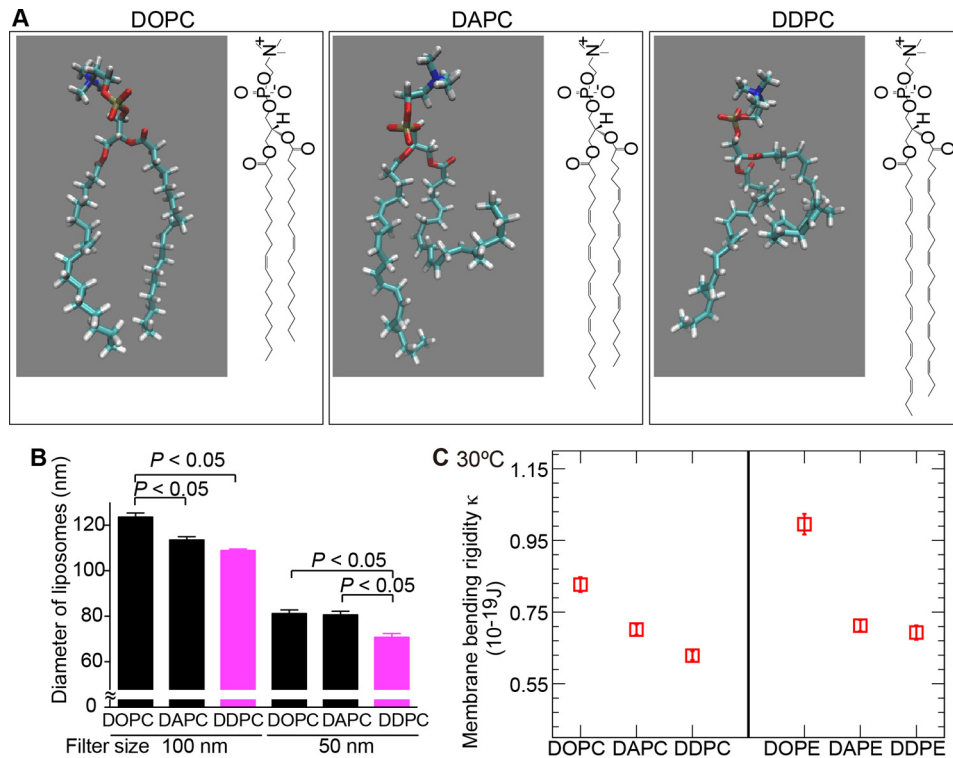 A
DOPC
DAPC
DDPC
N+
O
O P O
O-
O H
O
O
O
N+
O
O P O
O-
O H
O
O
O
N+
O
O P O
O-
O H
O
O
O
B
P < 0.05
P < 0.05
P < 0.05
P < 0.05
Diameter of liposomes (nm)
120
100
80
60
≈
0
DOPC DAPC DDPC DOPC DAPC DDPC
Filter size 100 nm 50 nm
C 30ºC
Membrane bending rigidity κ
(10-19J)
1.15
0.95
0.75
0.55
DOPC DAPC DDPC DOPE DAPE DDPE